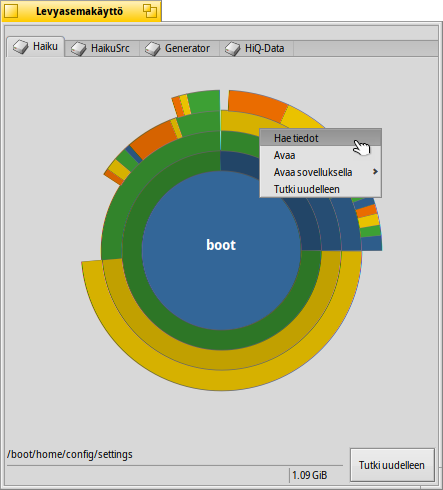 Levyasemakäyttö
Haiku
HaikuSrc
Generator
HiQ-Data
Hae tiedot
Avaa
Avaa sovelluksella
Tutki uudelleen
boot
/boot/home/config/settings
1.09 GiB
Tutki uudelleen